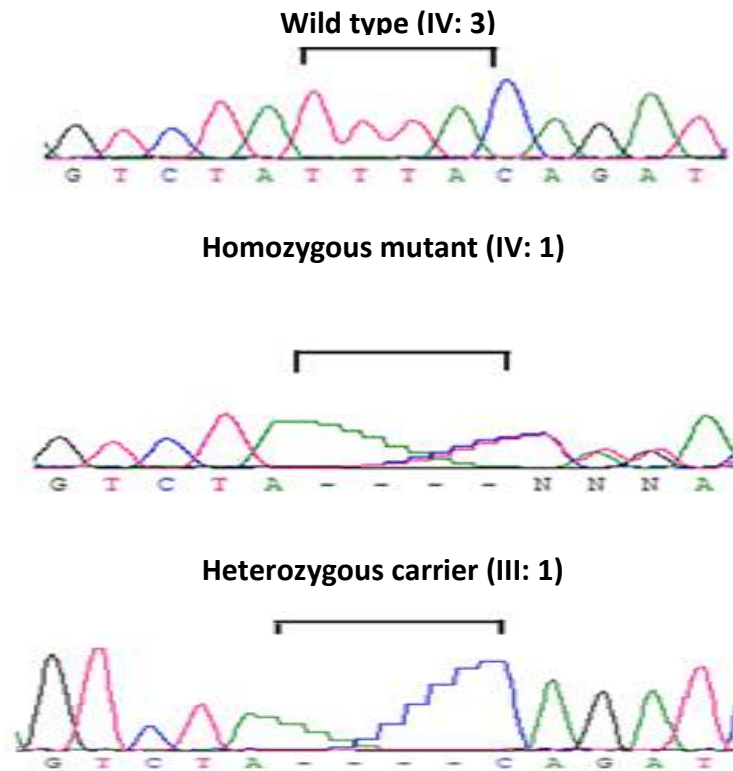 Wild type (IV: 3)
G T C T A T T T A C A G A T
Homozygous mutant (IV: 1)
G T C T A - - - - N N N A
Heterozygous carrier (III: 1)
G T C T A - - - - C A G A T